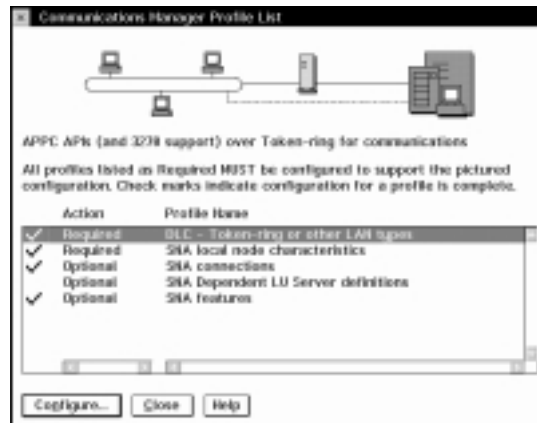 Communications Manager Profile List
APPC APIs (and 3270 support) over Token-ring for communications
All profiles listed as Required MUST be configured to support the pictured
configuration. Check marks indicate configuration for a profile is complete.
Action Profile Name
Required DLC - Token-ring or other LAN types
Required SNA local node characteristics
Optional SNA connections
Optional SNA Dependent LU Server definitions
Optional SNA features
Configure... Close Help